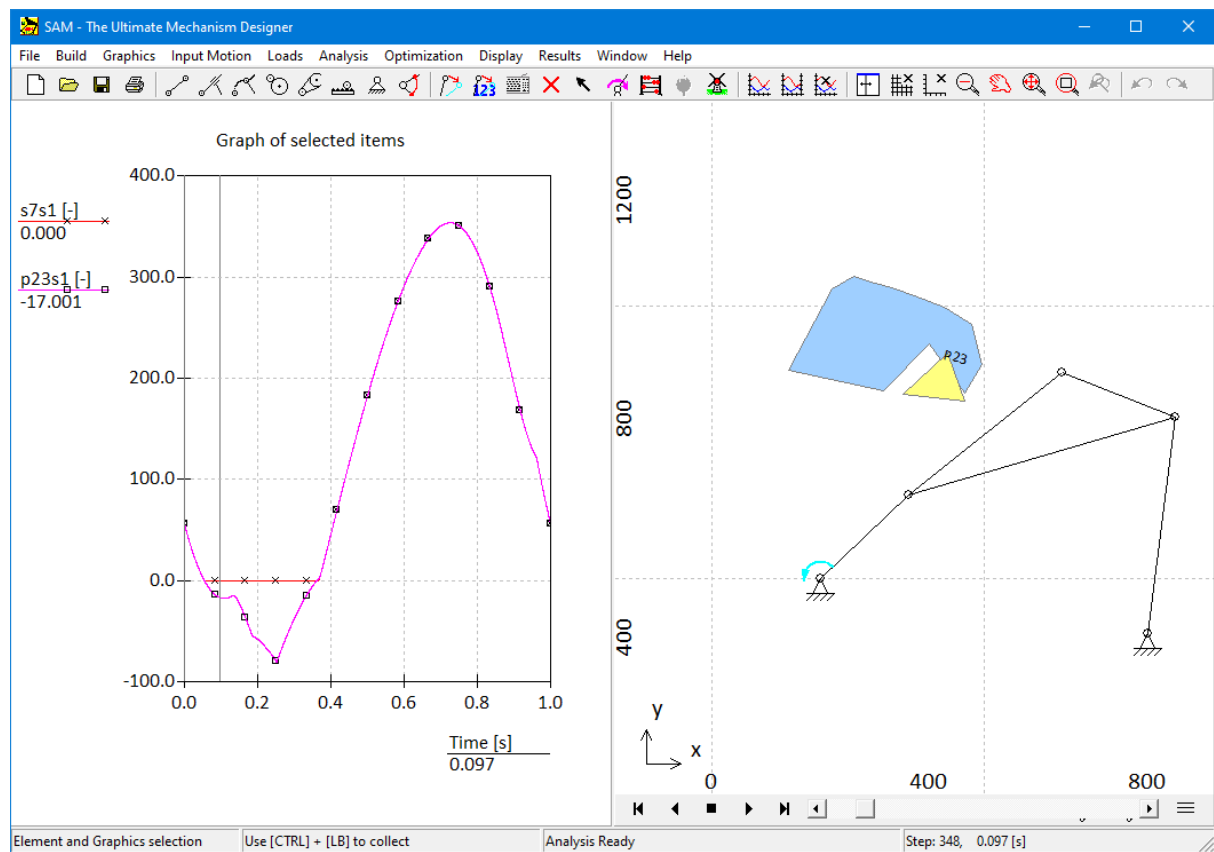 SAM - The Ultimate Mechanism Designer
File Build Graphics Input Motion Loads Analysis Optimization Display Results Window Help
123
Graph of selected items
s7s1 [-]
0.000
p23s1 [-]
-17.001
400.0
300.0
200.0
100.0
0.0
-100.0
0.0 0.2 0.4 0.6 0.8 1.0
Time [s]
0.097
1200
800
400
23
y
x
0 400 800
Element and Graphics selection Use [CTRL] + [LB] to collect Analysis Ready Step: 348, 0.097 [s]